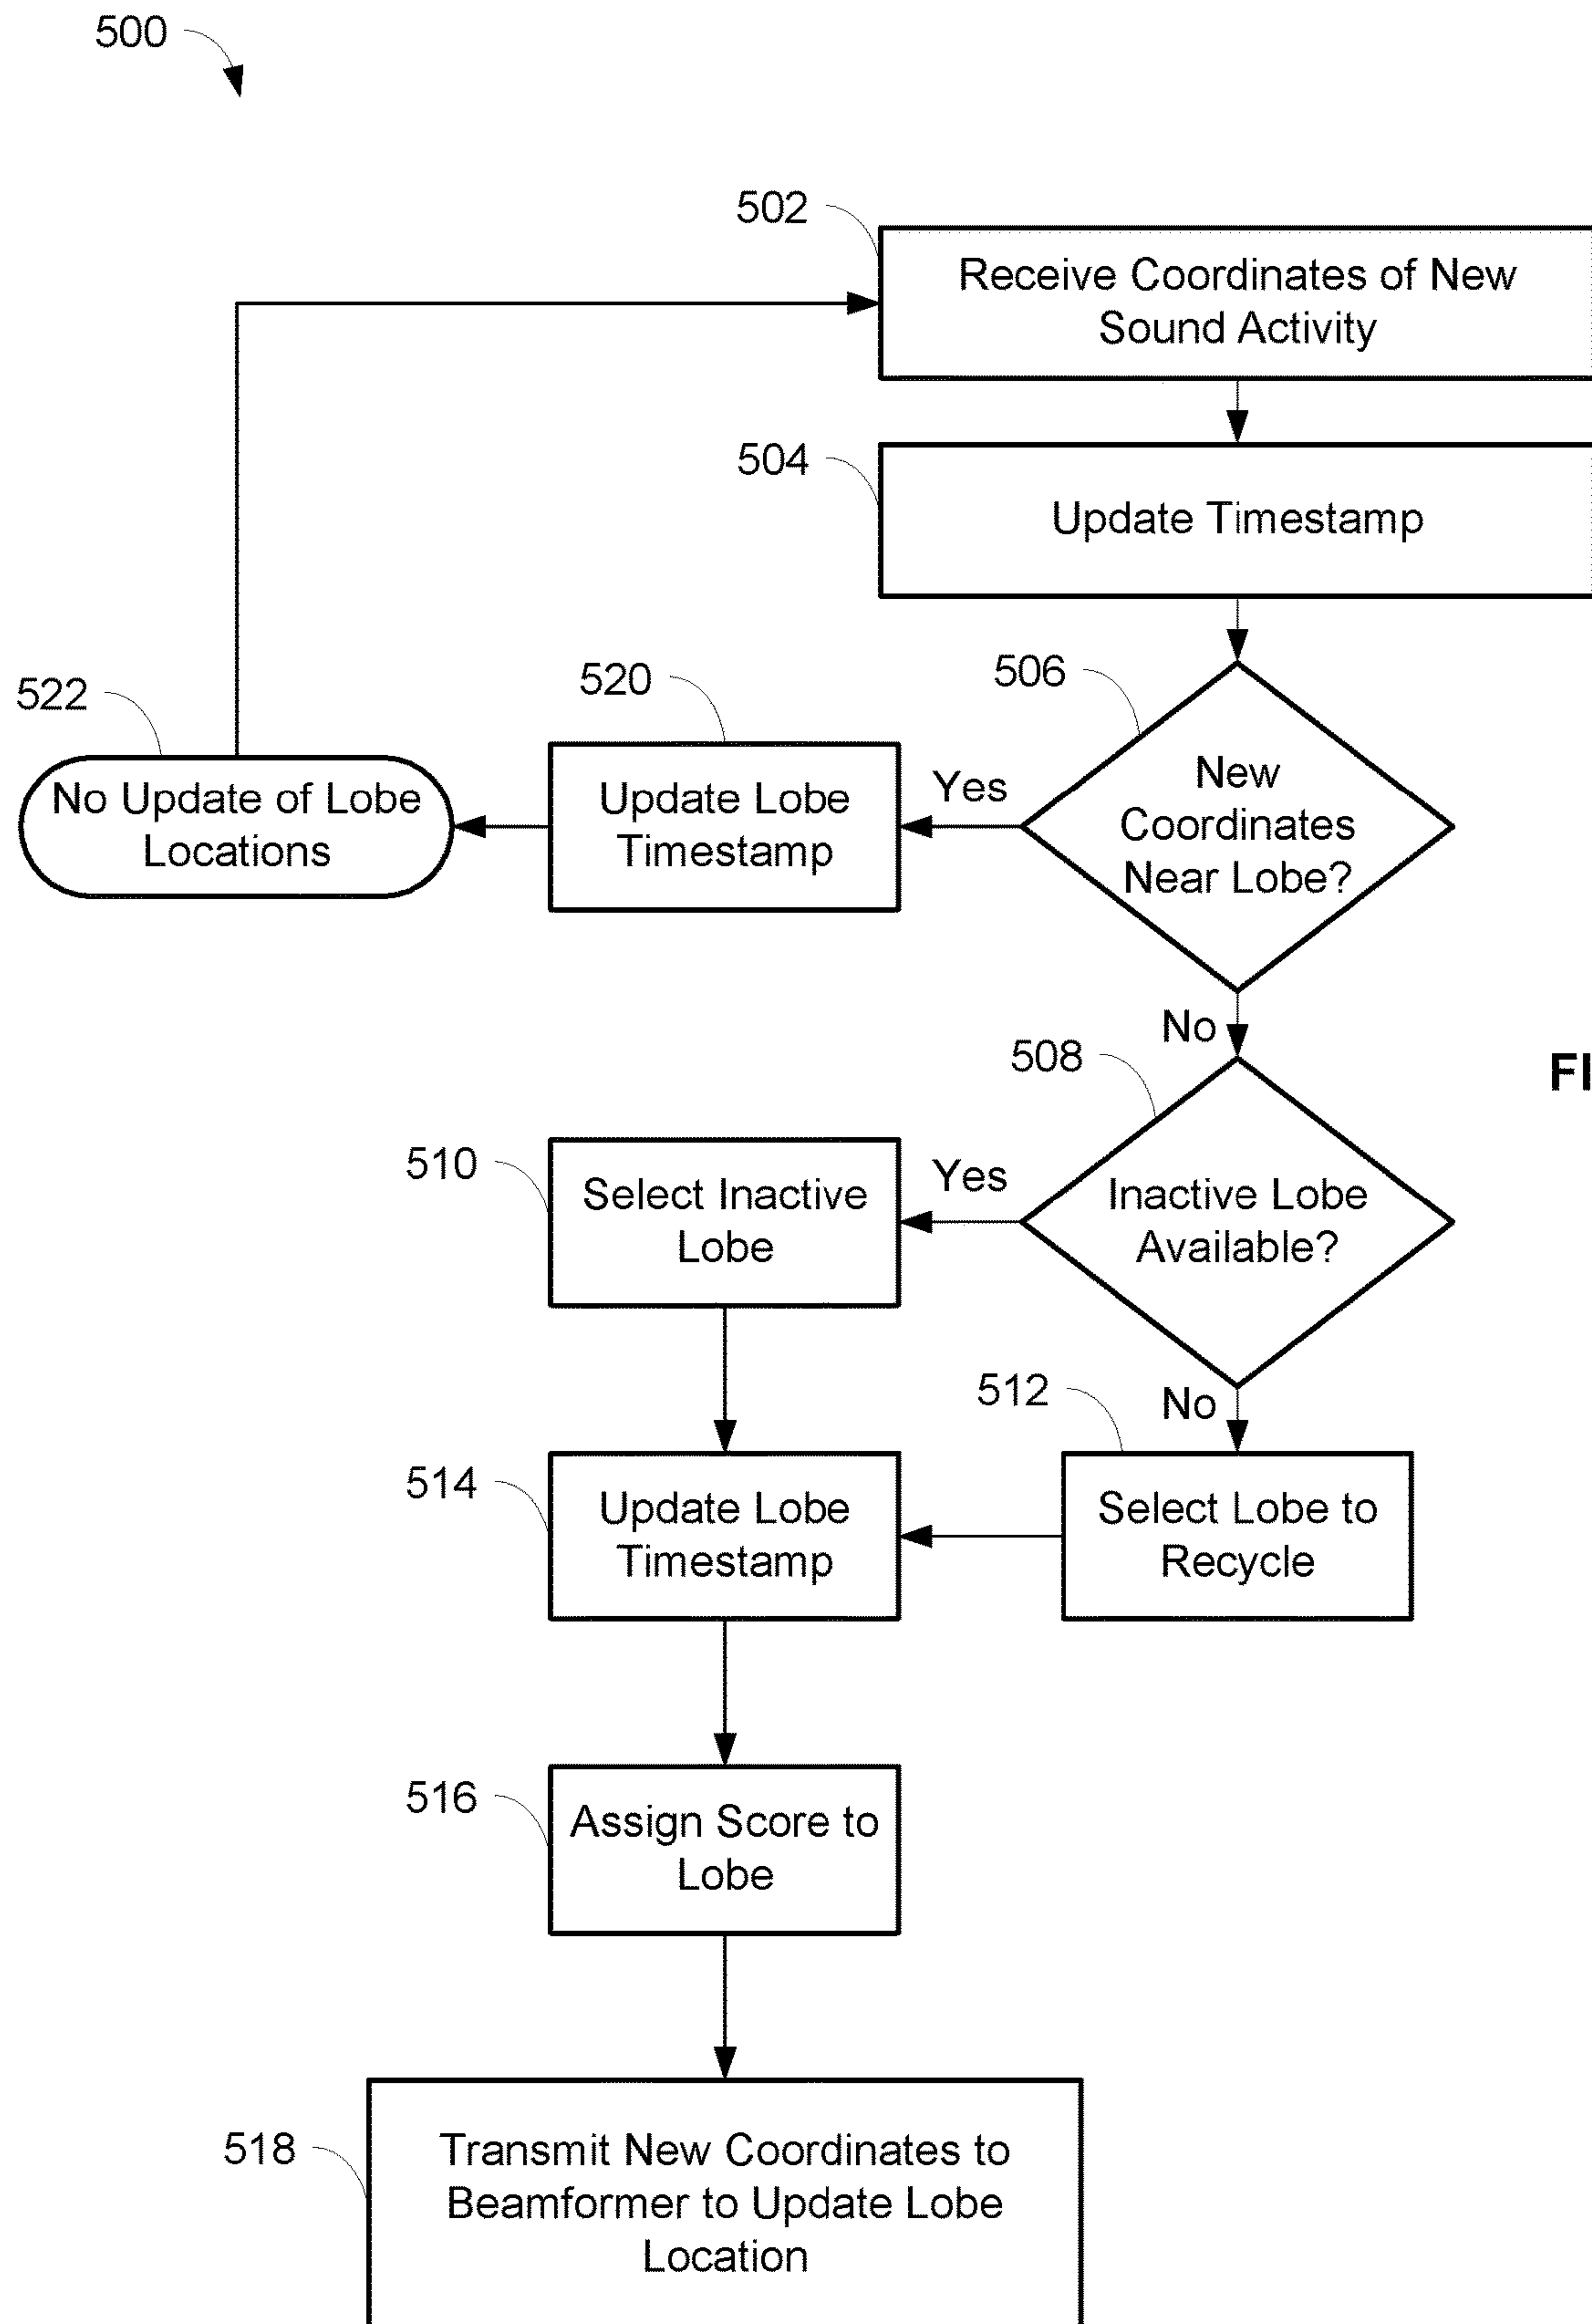 500
502
Receive Coordinates of New
Sound Activity
504
Update Timestamp
506
New
Coordinates
Near Lobe?
Yes
520
Update Lobe
Timestamp
522
No Update of Lobe
Locations
No
508
Inactive Lobe
Available?
FI
Yes
510
Select Inactive
Lobe
No
512
Select Lobe to
Recycle
514
Update Lobe
Timestamp
516
Assign Score to
Lobe
518
Transmit New Coordinates to
Beamformer to Update Lobe
Location